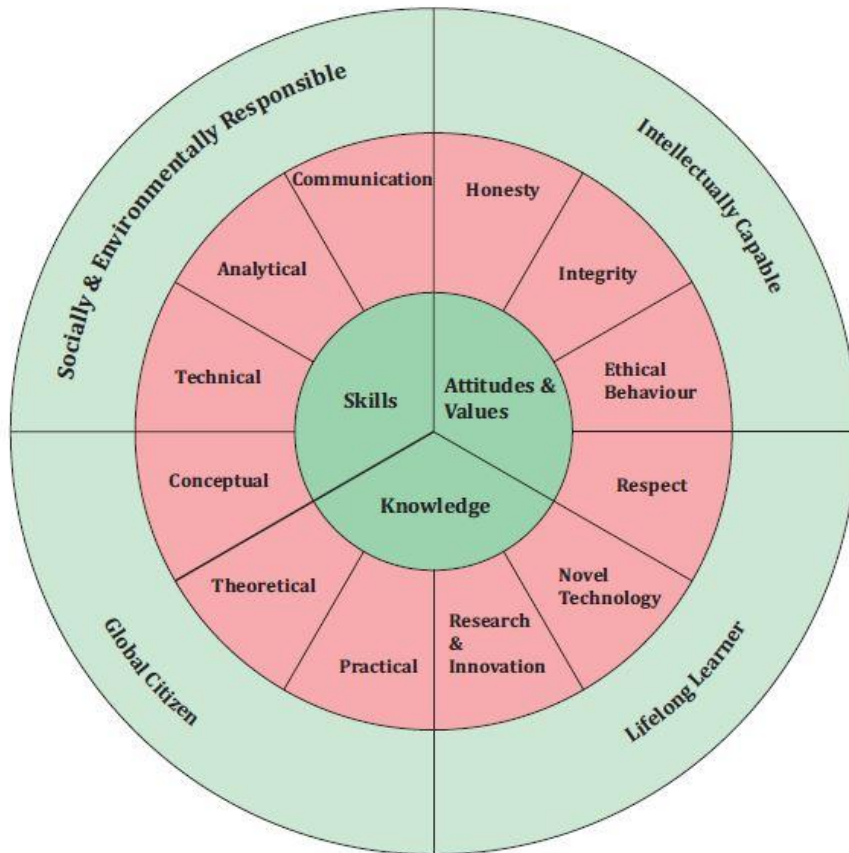 Socially & Environmentally Responsible
Intellectually Capable
Communication
Honesty
Analytical
Integrity
Technical
Skills
Attitudes &
Values
Ethical
Behaviour
Conceptual
Knowledge
Respect
Theoretical
Novel
Technology
Practical
Research
&
Innovation
Global Citizen
Lifelong Learner